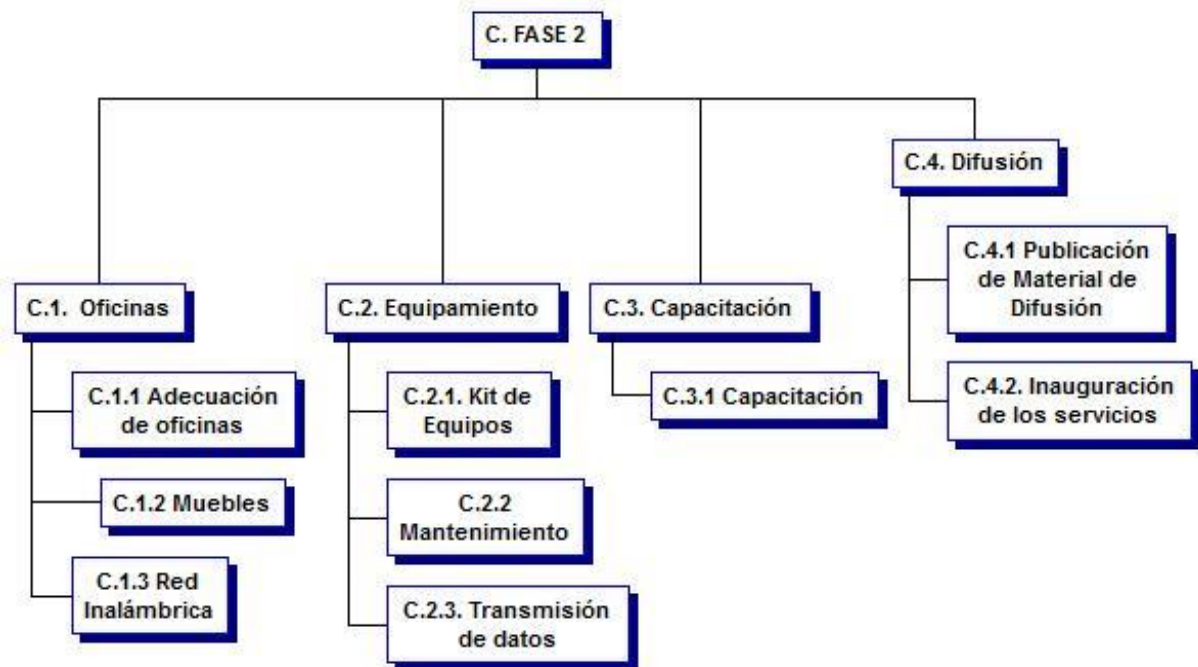 C. FASE 2
C.4. Difusión
C.4.1 Publicación
de Material de
Difusión
C.4.2. Inauguración
de los servicios
C.1.  Oficinas
C.1.1 Adecuación
de oficinas
C.1.2 Muebles
C.1.3 Red
Inalámbrica
C.2. Equipamiento
C.2.1. Kit de
Equipos
C.2.2
Mantenimiento
C.2.3. Transmisión
de datos
C.3. Capacitación
C.3.1 Capacitación